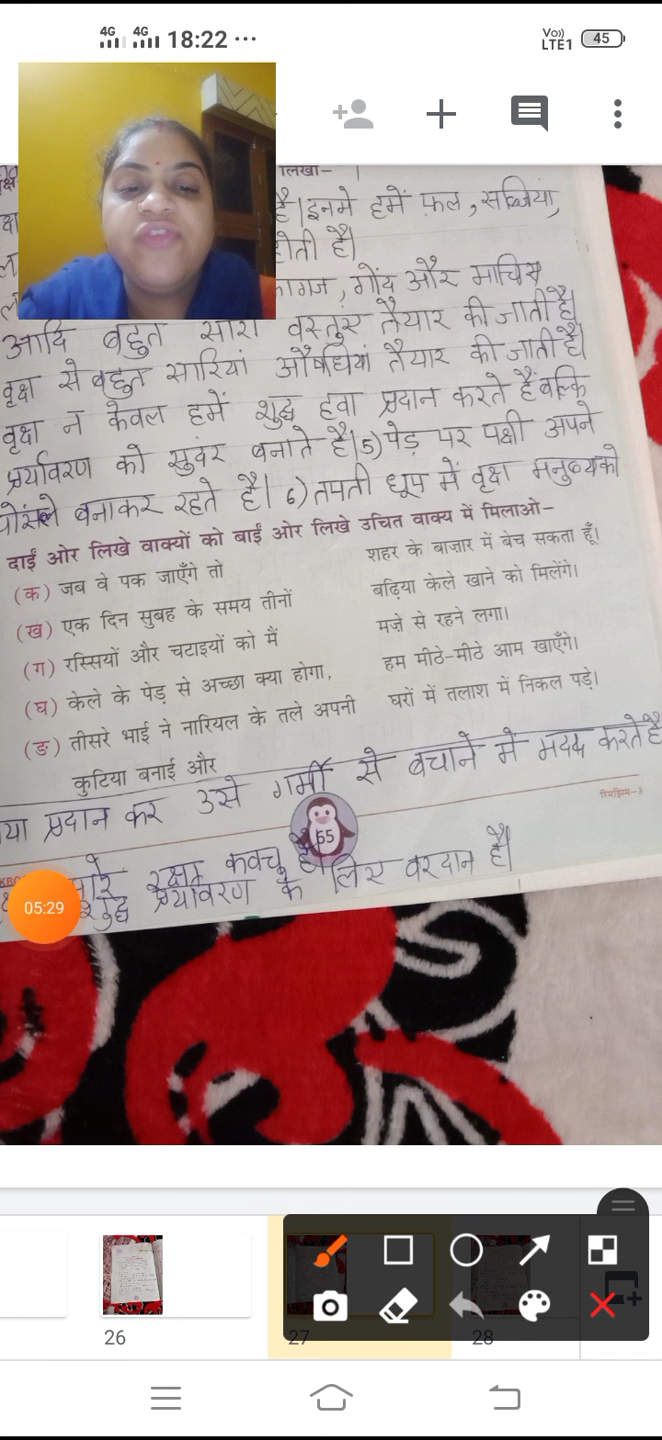 4G 4G 18:22 ... Vo)) LTE1 45
लिखो–
है। इनमे हमें फल, सब्जियां,
होती है।
कागज, गोंद और माचिस
आदि बहुत सारी वस्तुएं तैयार की जाती है।
वृक्ष से बहुत सारियां औषधियां तैयार की जाती है।
वृक्ष न केवल हमें शुद्ध हवा प्रदान करते हैं बल्कि
प्रर्यावरण को सुदंर बनाते है। 5) पेड़ पर पक्षी अपने
घोंसले बनाकर रहते है। 6) तपती धूप में वृक्ष मनुष्य को
दाईं ओर लिखे वाक्यों को बाईं ओर लिखे उचित वाक्य में मिलाओ–
(क) जब वे पक जाएँगे तो शहर के बाज़ार में बेच सकता हूँ।
(ख) एक दिन सुबह के समय तीनों बढ़िया केले खाने को मिलेंगे।
(ग) रस्सियों और चटाइयों को मैं मज़े से रहने लगा।
(घ) केले के पेड़ से अच्छा क्या होगा, हम मीठे-मीठे आम खाएँगे।
(ङ) तीसरे भाई ने नारियल के तले अपनी घरों में तलाश में निकल पड़े।
कुटिया बनाई और
या प्रदान कर उसे गर्मी से बचाने में मदद करते है
रिमझिम–3
65
रक्षा कवच है।
शुद्ध प्रर्यावरण के लिए वरदान है।
05:29
26 27 28